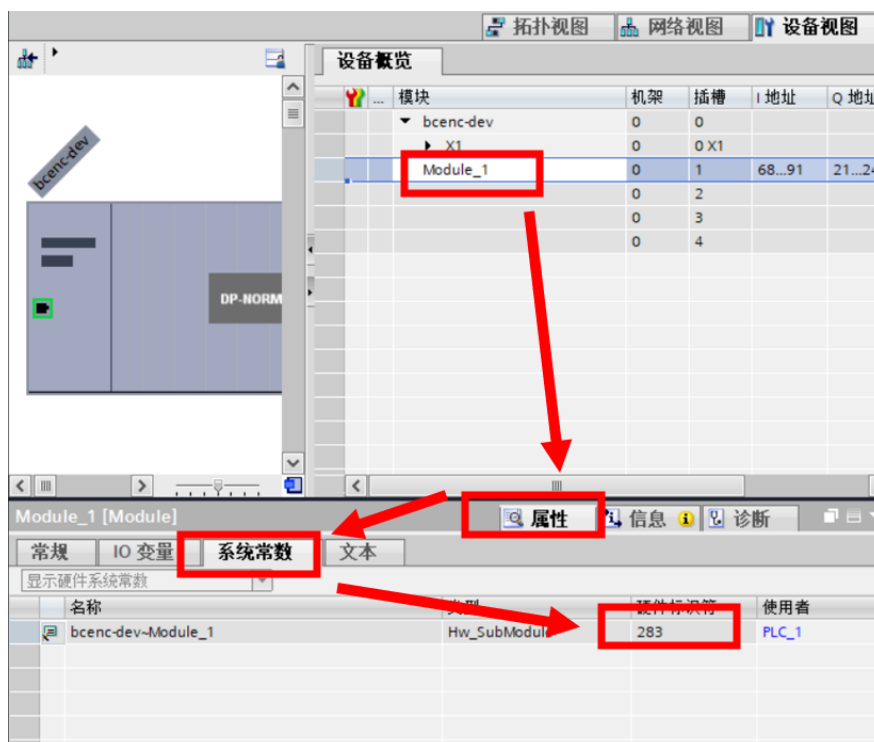 拓扑视图 网络视图 设备视图
设备概览
... 模块 机架 插槽 I 地址 Q 地址
bcenc-dev 0 0
X1 0 0 X1
Module_1 0 1 68...91 21...24
0 2
0 3
0 4
bcenc-dev
DP-NORM
Module_1 [Module] 属性 信息 诊断
常规 IO 变量 系统常数 文本
显示硬件系统常数
名称 类型 硬件标识符 使用者
bcenc-dev~Module_1 Hw_SubModule 283 PLC_1